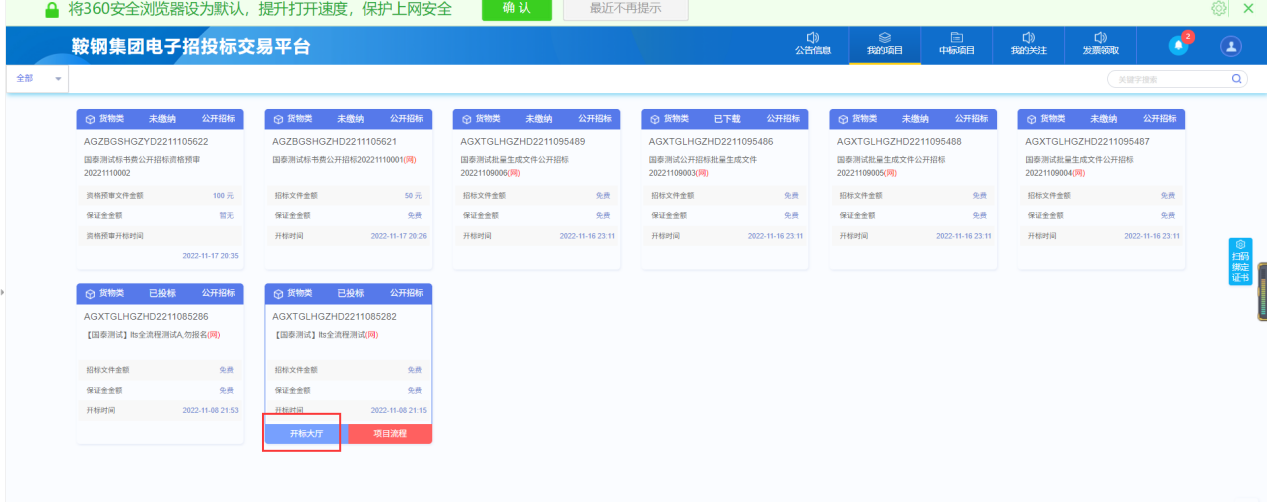 将360安全浏览器设为默认，提升打开速度，保护上网安全 确认 最近不再提示
鞍钢集团电子招投标交易平台 公告信息 我的项目 中标项目 我的关注 发票领取 2
全部 关键字搜索
货物类 未缴纳 公开招标 货物类 未缴纳 公开招标 货物类 未缴纳 公开招标 货物类 已下载 公开招标 货物类 未缴纳 公开招标 货物类 未缴纳 公开招标
AGZBGSHGZYD2211105622 AGZBGSHGZHD2211105621 AGXTGLHGZHD2211095489 AGXTGLHGZHD2211095486 AGXTGLHGZHD2211095488 AGXTGLHGZHD2211095487
国泰测试标书费公开招标资格预审 国泰测试标书费公开招标20221110001(网) 国泰测试批量生成文件公开招标 国泰测试公开招标批量生成文件 国泰测试批量生成文件公开招标 国泰测试批量生成文件公开招标
20221110002 20221109006(网) 20221109003(网) 20221109005(网) 20221109004(网)
资格预审文件金额 100 元 招标文件金额 50 元 招标文件金额 免费 招标文件金额 免费 招标文件金额 免费 招标文件金额 免费
保证金金额 暂无 保证金金额 免费 保证金金额 免费 保证金金额 免费 保证金金额 免费 保证金金额 免费
资格预审开标时间 开标时间 2022-11-17 20:26 开标时间 2022-11-16 23:11 开标时间 2022-11-16 23:11 开标时间 2022-11-16 23:11 开标时间 2022-11-16 23:11
2022-11-17 20:35
扫码
绑定
证书
货物类 已投标 公开招标 货物类 已投标 公开招标
AGXTGLHGZHD2211085286 AGXTGLHGZHD2211085282
【国泰测试】lts全流程测试A,勿报名(网) 【国泰测试】lts全流程测试(网)
招标文件金额 免费 招标文件金额 免费
保证金金额 免费 保证金金额 免费
开标时间 2022-11-08 21:53 开标时间 2022-11-08 21:15
开标大厅 项目流程